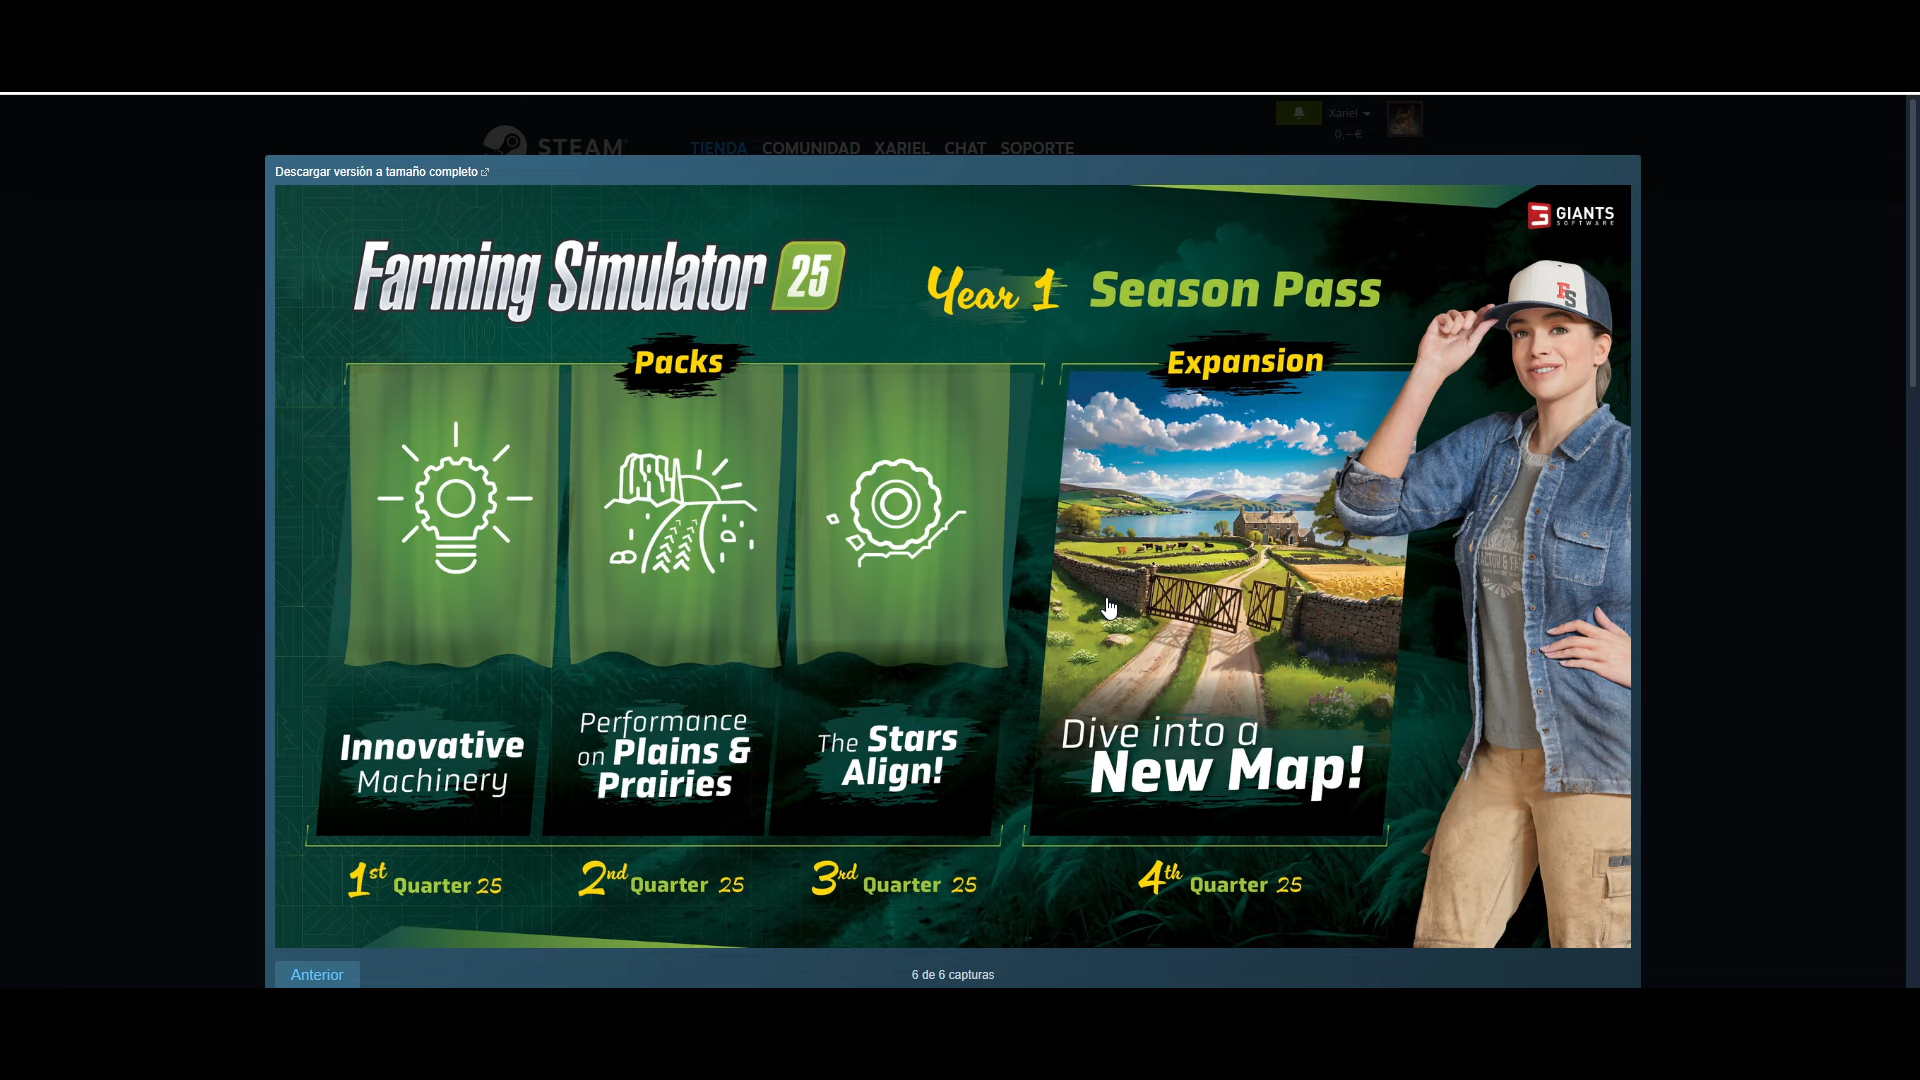 Xariel
0,--€
STEAM
TIENDA COMUNIDAD XARIEL CHAT SOPORTE
Descargar versión a tamaño completo
GIANTS
SOFTWARE
Farming Simulator 25
Year 1 Season Pass
FS
Packs
Expansion
Innovative
Machinery
Performance
on Plains &
Prairies
The Stars
Align!
Dive into a
New Map!
1st Quarter 25
2nd Quarter 25
3rd Quarter 25
4th Quarter 25
Anterior
6 de 6 capturas